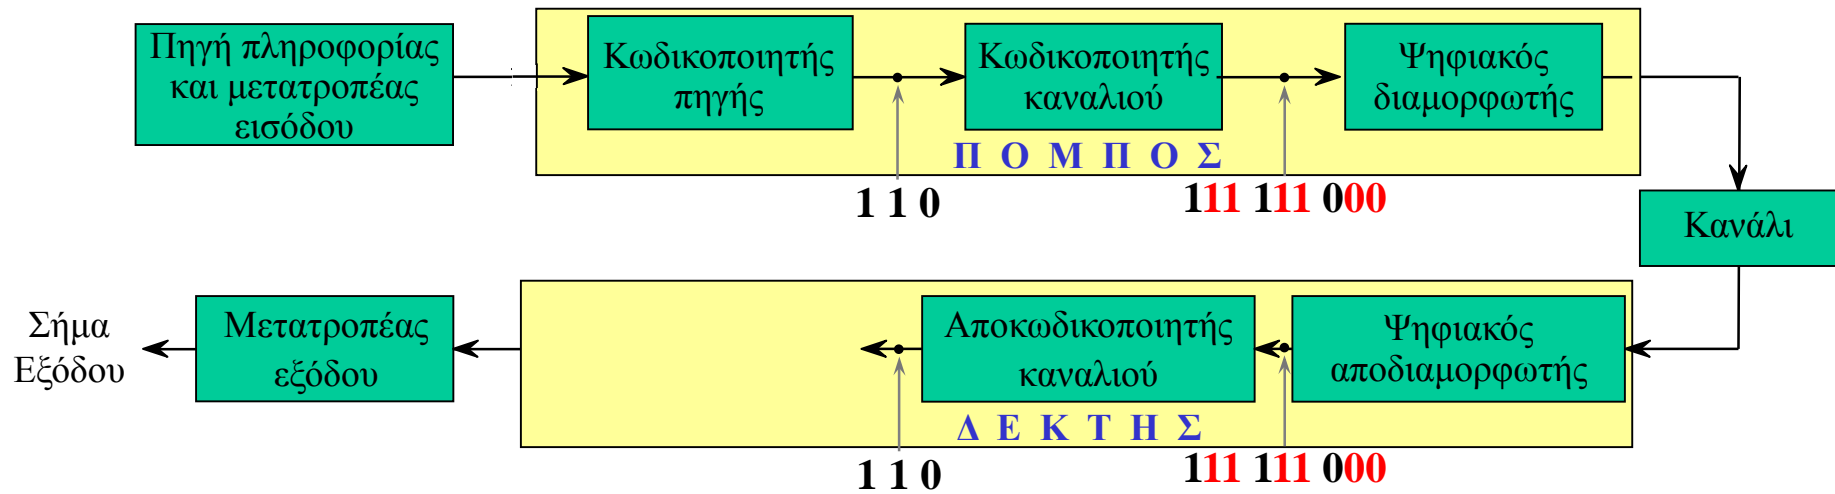 Πηγή πληροφορίας
και μετατροπέας
εισόδου
Κωδικοποιητής
πηγής
Κωδικοποιητής
καναλιού
Ψηφιακός
διαμορφωτής
Π Ο Μ Π Ο Σ
1 1 0
111 111 000
Κανάλι
Σήμα
Εξόδου
Μετατροπέας
εξόδου
Αποκωδικοποιητής
καναλιού
Ψηφιακός
αποδιαμορφωτής
Δ Ε Κ Τ Η Σ
1 1 0
111 111 000